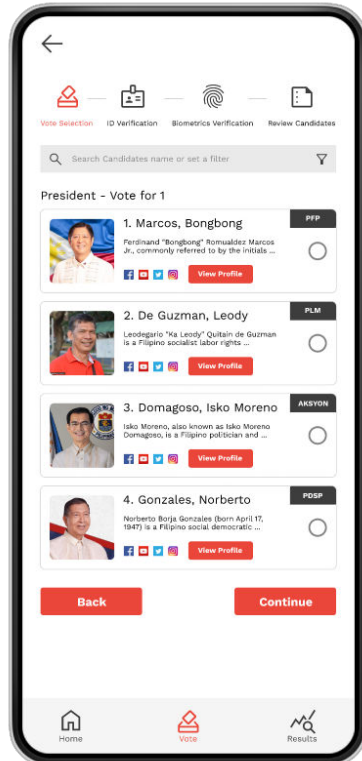 Vote Selection
ID Verification
Biometrics Verification
Review Candidates
Search Candidates name or set a filter
President - Vote for 1
PFP
1. Marcos, Bongbong
Ferdinand "Bongbong" Romualdez Marcos
Jr., commonly referred to by the initials ...
View Profile
PLM
2. De Guzman, Leody
Leodegario "Ka Leody" Quitain de Guzman
is a Filipino socialist labor rights ...
View Profile
AKSYON
3. Domagoso, Isko Moreno
Isko Moreno, also known as Isko Moreno
Domagoso, is a Filipino politician and ...
View Profile
PDSP
4. Gonzales, Norberto
Norberto Borja Gonzales (born April 17,
1947) is a Filipino social democratic ...
View Profile
Back
Continue
Home
Vote
Results